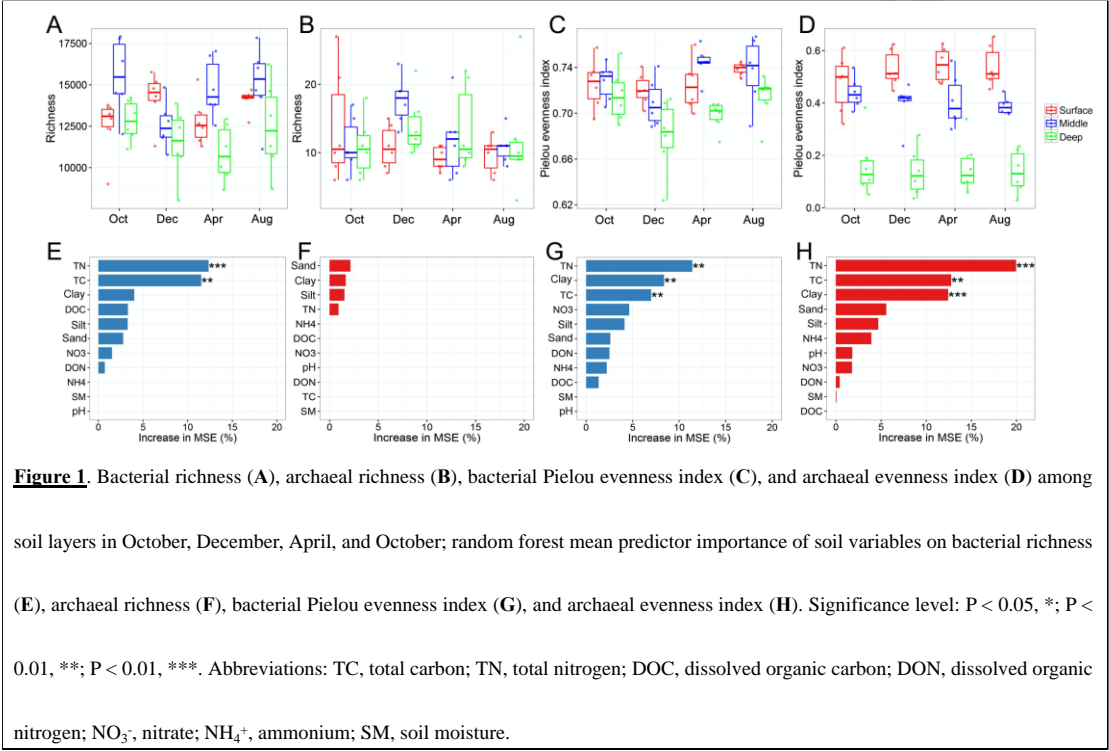 A
B
C
D
Richness
17500
15000
12500
10000
Oct
Dec
Apr
Aug
Richness
20
10
Oct
Dec
Apr
Aug
Pielou evenness index
0.74
0.70
0.66
0.62
Oct
Dec
Apr
Aug
Pielou evenness index
0.6
0.4
0.2
0.0
Oct
Dec
Apr
Aug
Surface
Middle
Deep
E
TN
***
TC
**
Clay
DOC
Silt
Sand
NO3
DON
NH4
SM
pH
0 5 10 15 20
Increase in MSE (%)
F
Sand
Clay
Silt
TN
NH4
DOC
NO3
pH
DON
TC
SM
0 5 10 15 20
Increase in MSE (%)
G
TN
**
Clay
**
TC
**
NO3
Silt
Sand
DON
NH4
DOC
SM
pH
0 5 10 15 20
Increase in MSE (%)
H
TN
***
TC
**
Clay
***
Sand
Silt
NH4
pH
NO3
DON
SM
DOC
0 5 10 15 20
Increase in MSE (%)
Figure 1. Bacterial richness (A), archaeal richness (B), bacterial Pielou evenness index (C), and archaeal evenness index (D) among
soil layers in October, December, April, and October; random forest mean predictor importance of soil variables on bacterial richness
(E), archaeal richness (F), bacterial Pielou evenness index (G), and archaeal evenness index (H). Significance level: P < 0.05, *; P <
0.01, **; P < 0.01, ***. Abbreviations: TC, total carbon; TN, total nitrogen; DOC, dissolved organic carbon; DON, dissolved organic
nitrogen; NO₃⁻, nitrate; NH₄⁺, ammonium; SM, soil moisture.